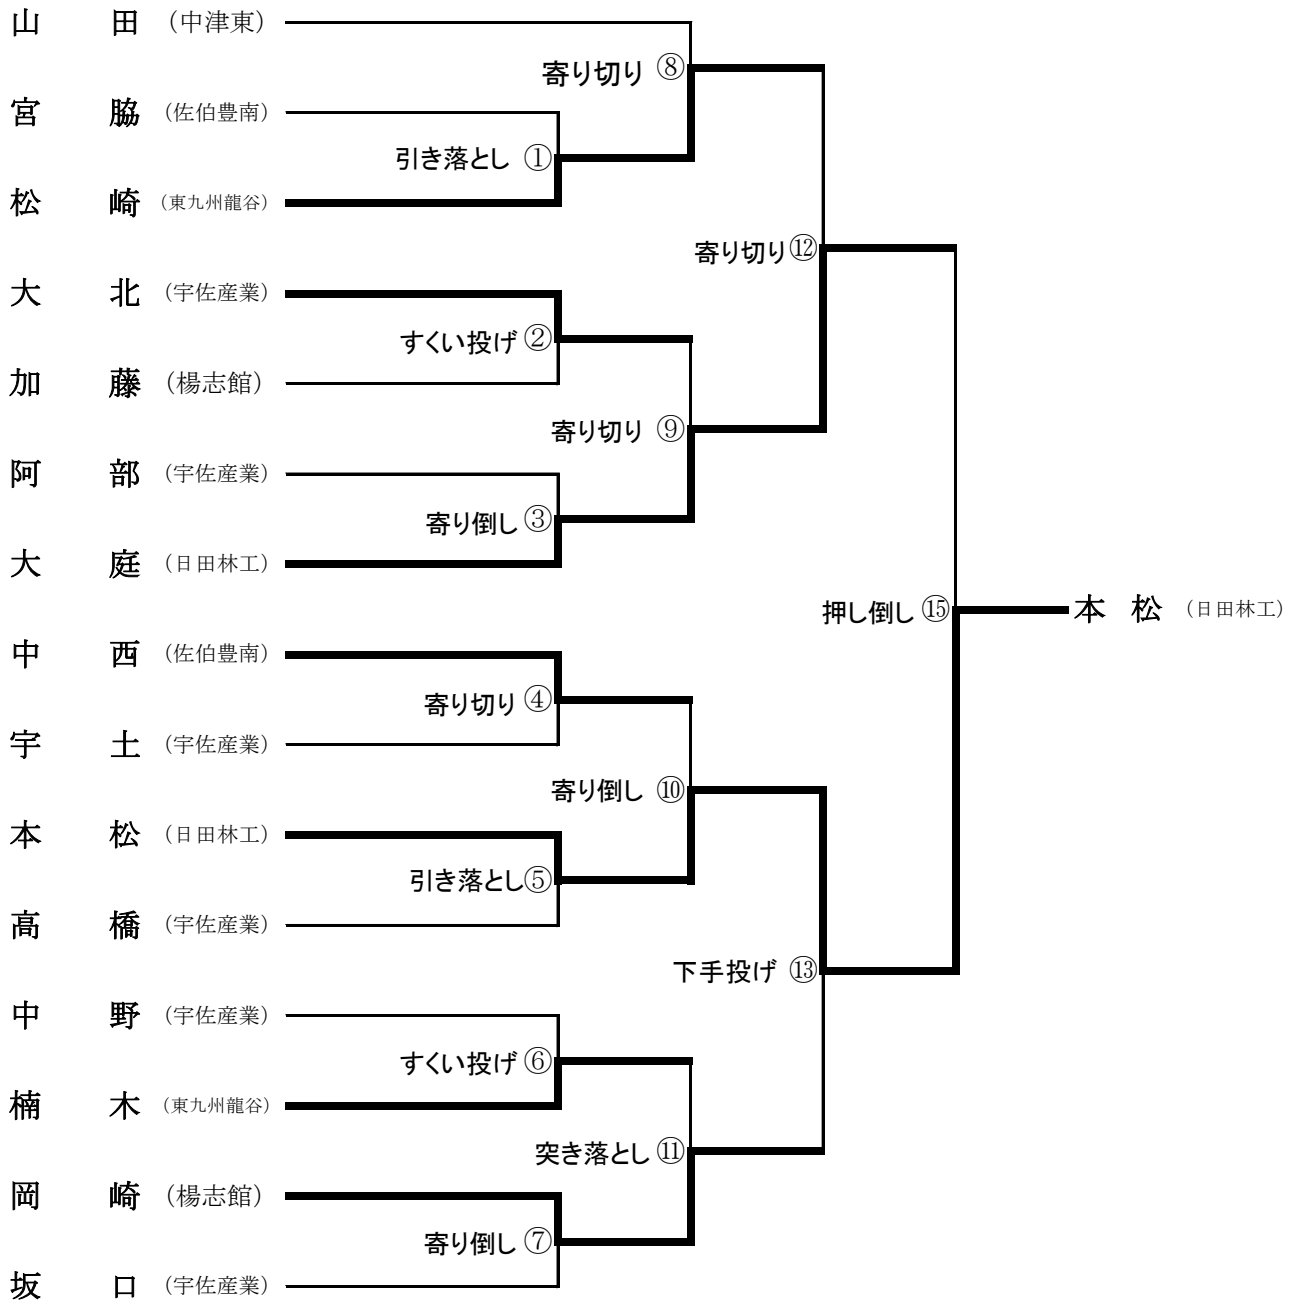 山 田 （中津東）
寄り切り ⑧
宮 脇 （佐伯豊南）
引き落とし ①
松 崎 （東九州龍谷）
寄り切り ⑫
大 北 （宇佐産業）
すくい投げ ②
加 藤 （楊志館）
寄り切り ⑨
阿 部 （宇佐産業）
寄り倒し ③
大 庭 （日田林工）
押し倒し ⑮
本 松 （日田林工）
中 西 （佐伯豊南）
寄り切り ④
宇 土 （宇佐産業）
寄り倒し ⑩
本 松 （日田林工）
引き落とし ⑤
高 橋 （宇佐産業）
下手投げ ⑬
中 野 （宇佐産業）
すくい投げ ⑥
楠 木 （東九州龍谷）
突き落とし ⑪
岡 崎 （楊志館）
寄り倒し ⑦
坂 口 （宇佐産業）